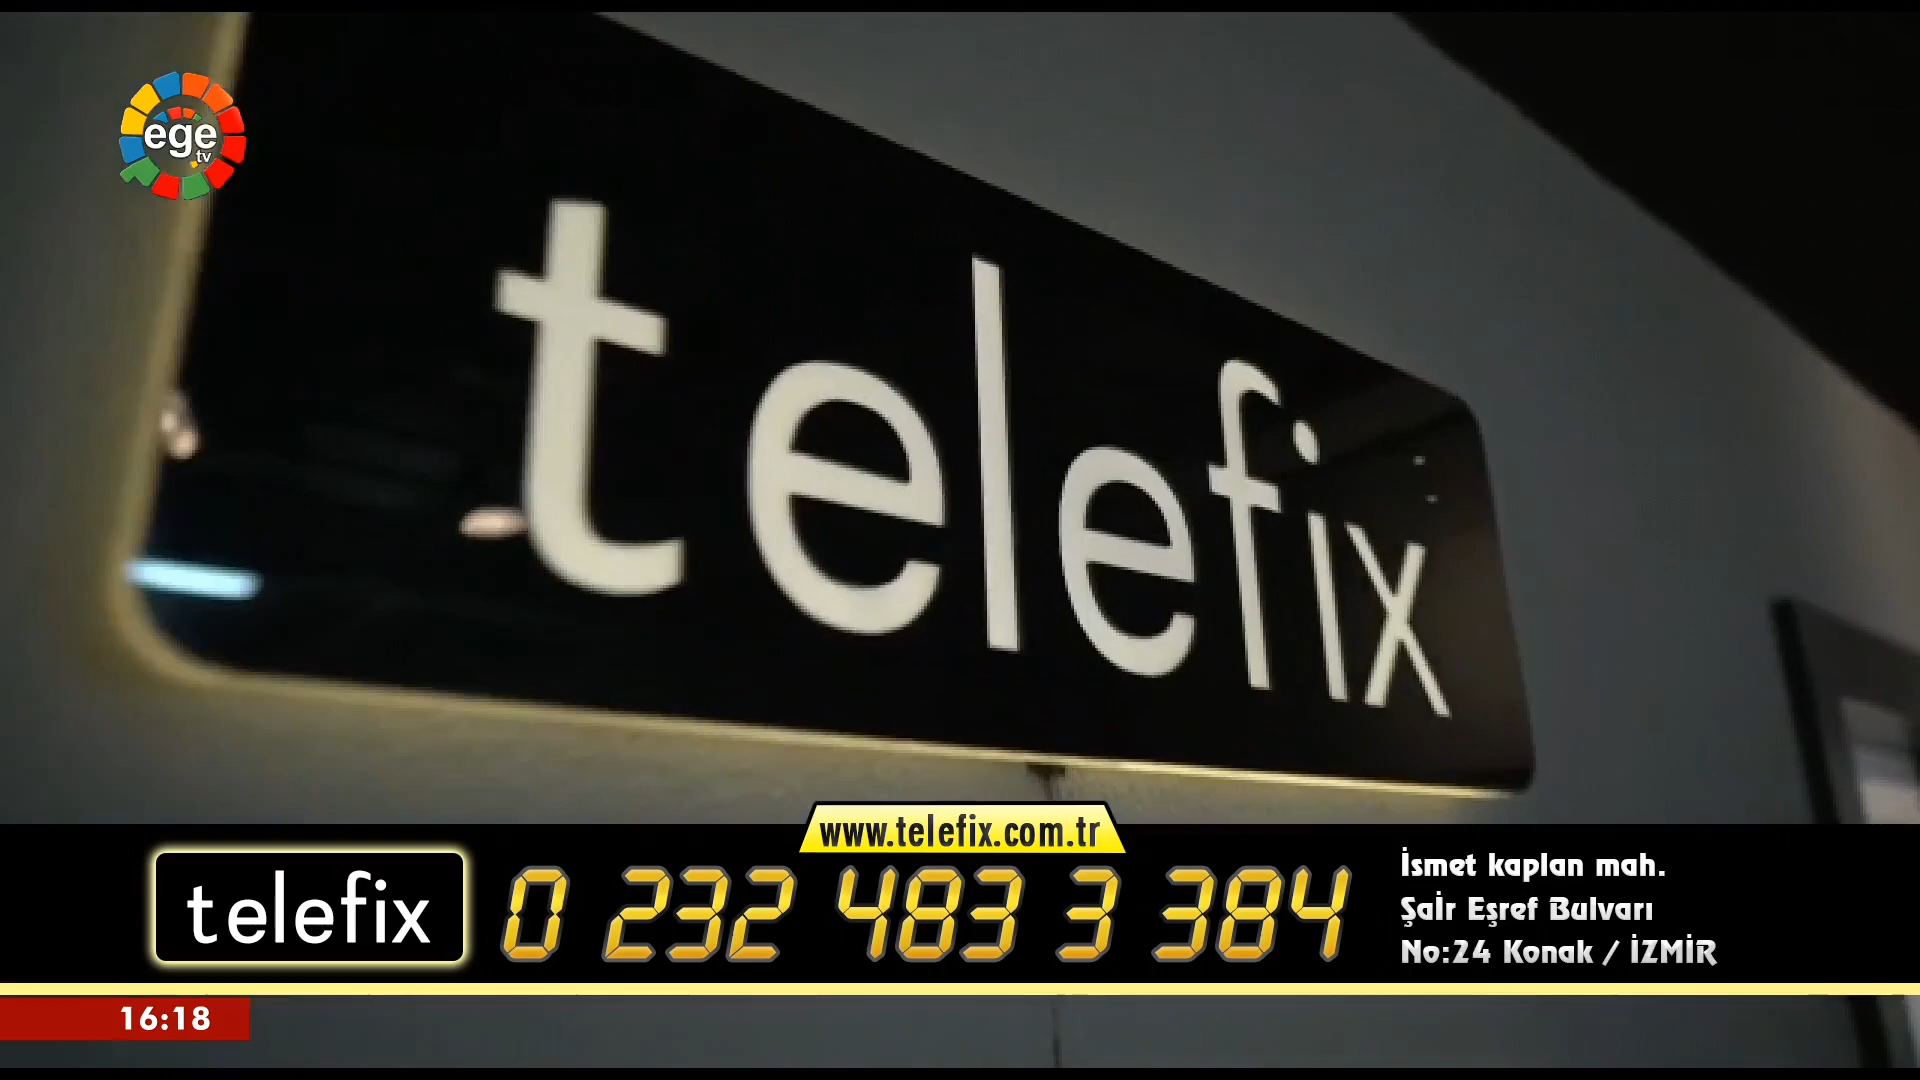 ege
tv
telefix
www.telefix.com.tr
telefix
0 232 483 3 384
İsmet kaplan mah.
Şair Eşref Bulvarı
No:24 Konak / İZMİR
16:18